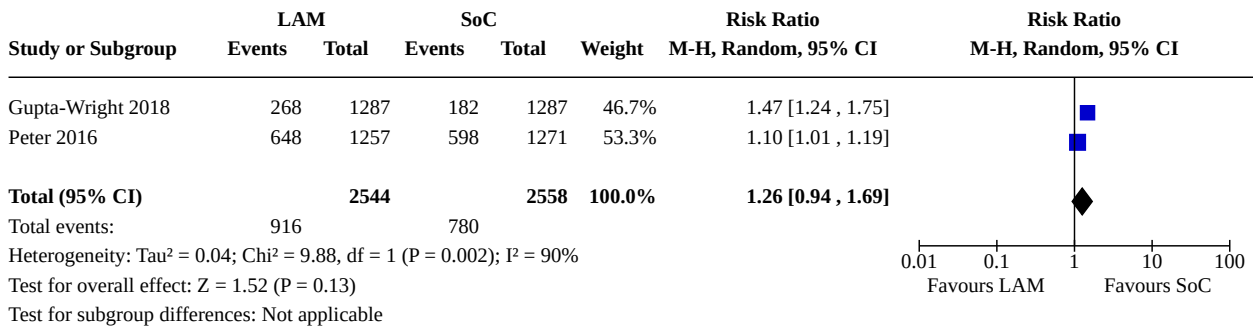 LAM SoC Risk Ratio Risk Ratio
Study or Subgroup Events Total Events Total Weight M-H, Random, 95% CI M-H, Random, 95% CI
Gupta-Wright 2018 268 1287 182 1287 46.7% 1.47 [1.24 , 1.75]
Peter 2016 648 1257 598 1271 53.3% 1.10 [1.01 , 1.19]
Total (95% CI) 2544 2558 100.0% 1.26 [0.94 , 1.69]
Total events: 916 780
Heterogeneity: Tau² = 0.04; Chi² = 9.88, df = 1 (P = 0.002); I² = 90%
0.01 0.1 1 10 100
Test for overall effect: Z = 1.52 (P = 0.13) Favours LAM Favours SoC
Test for subgroup differences: Not applicable